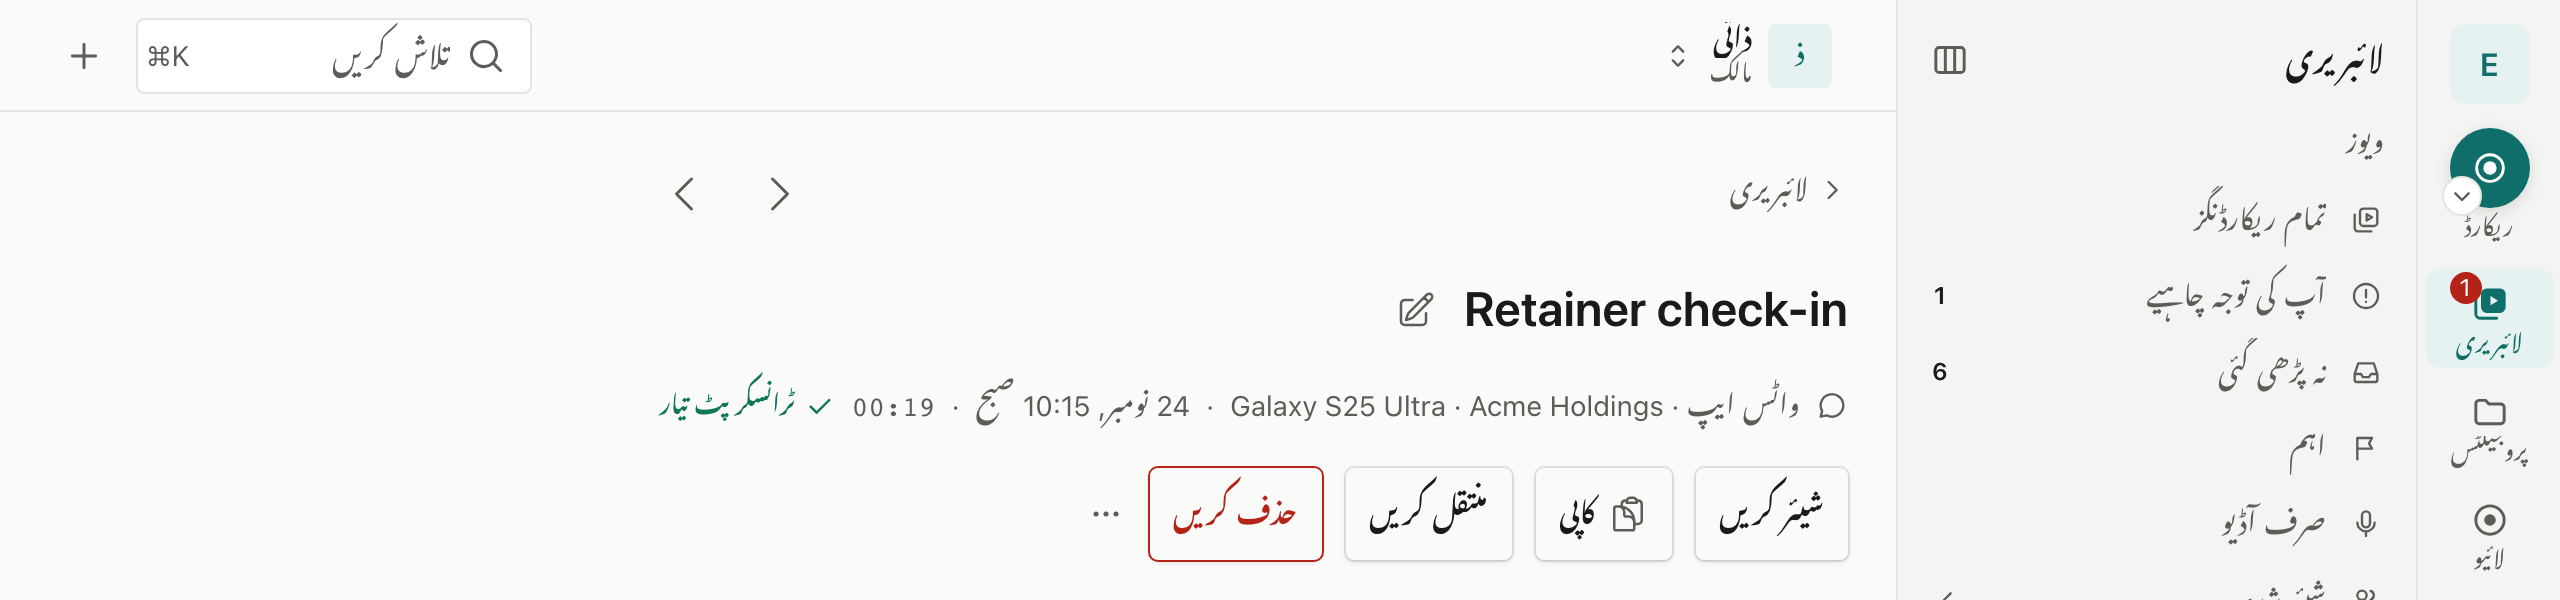 E
ریکارڈ
1
لائبریری
پروجیکٹس
لائیو
لائبریری
ویوز
تمام ریکارڈنگز
آپ کی توجہ چاہیے 1
نہ پڑھی گئی 6
اہم
صرف آڈیو
ذ
ذاتی
مالک
تلاش کریں ⌘K
لائبریری
Retainer check-in
واٹس ایپ · Galaxy S25 Ultra · Acme Holdings · 24 نومبر, 10:15 صبح · 00:19 ٹرانسکرپٹ تیار
شیئر کریں
کاپی
منتقل کریں
حذف کریں